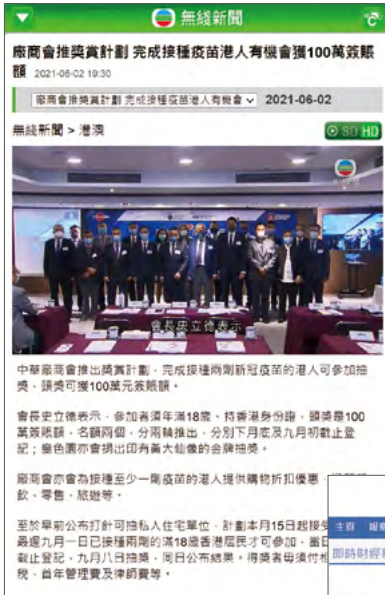 無綫新聞
廠商會推獎賞計劃 完成接種疫苗港人有機會獲100萬簽賬
額 2021-06-02 19:30
廠商會推獎賞計劃 完成接種疫苗港人有機會 2021-06-02
無綫新聞 > 港澳
SD HD
會長史立德表示
中華廠商會推出獎賞計劃，完成接種兩劑新冠疫苗的港人可參加抽
獎，頭獎可獲100萬元簽賬額。
會長史立德表示，參加者須年滿18歲、持香港身份證，頭獎是100
萬簽賬額，名額兩個，分兩輪推出，分別下月底及九月初截止登
記；嗇色園亦會捐出印有黃大仙像的金牌抽獎。
廠商會亦會為接種至少一劑疫苗的港人提供購物折扣優惠，
飲、零售、旅遊等。
至於早前公布打針可抽私人住宅單位，計劃本月15日起接受
最遲九月一日已接種兩劑的滿18歲香港居民才可參加，當日
截止登記，九月八日抽獎，同日公布結果。得獎者毋須付
稅，首年管理費及律師費等。
主頁
即時財經